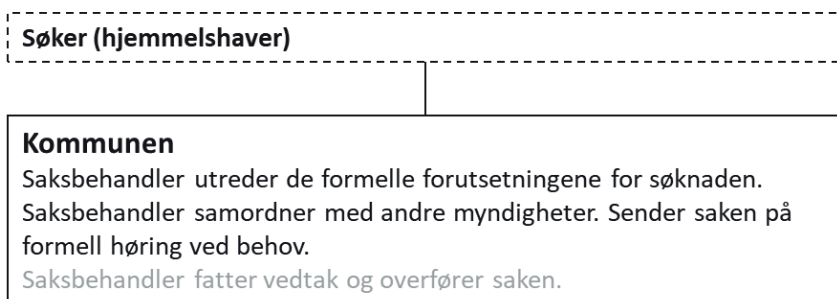 Søker (hjemmelshaver)
Kommunen
Saksbehandler utreder de formelle forutsetningene for søknaden.
Saksbehandler samordner med andre myndigheter. Sender saken på
formell høring ved behov.
Saksbehandler fatter vedtak og overfører saken.